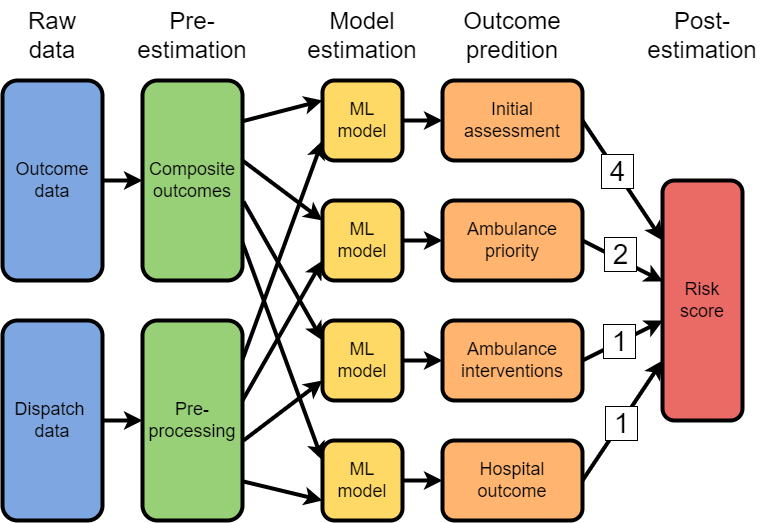 Raw
data
Pre-
estimation
Model
estimation
Outcome
predition
Post-
estimation
Outcome
data
Composite
outcomes
ML
model
Initial
assessment
4
ML
model
Ambulance
priority
2
Risk
score
Dispatch
data
Pre-
processing
ML
model
Ambulance
interventions
1
ML
model
Hospital
outcome
1